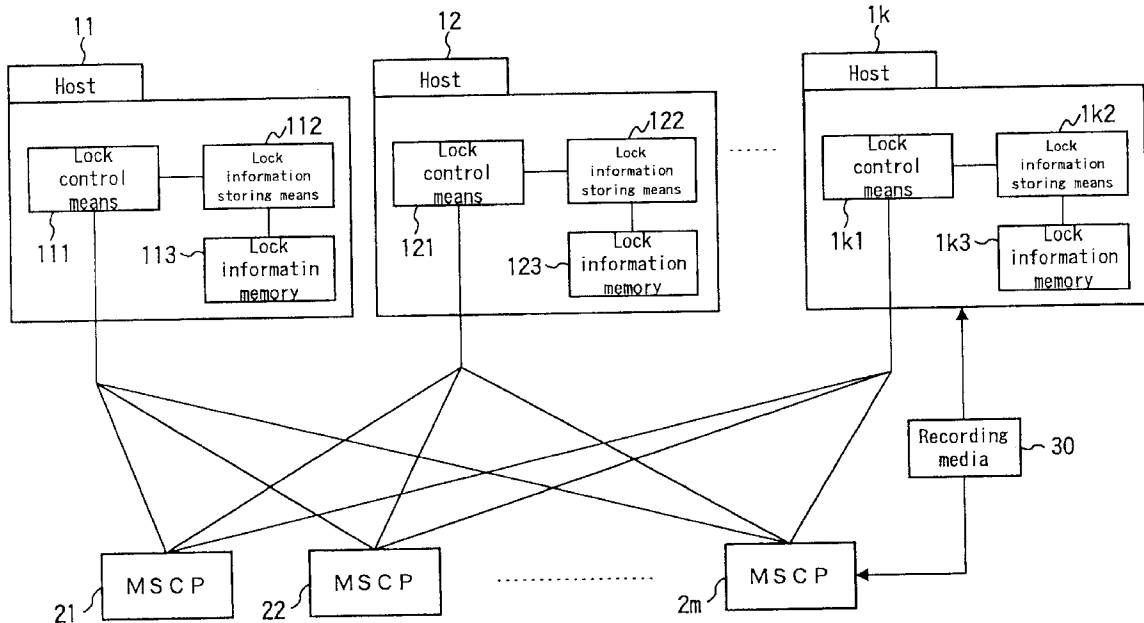 11
Host
Lock
control
means
111
112
Lock
information
storing means
113
Lock
informatin
memory
12
Host
Lock
control
means
121
122
Lock
information
storing means
123
Lock
information
memory
1k
Host
Lock
control
means
1k1
1k2
Lock
information
storing means
1k3
Lock
information
memory
Recording
media
30
MSCP
21
MSCP
22
MSCP
2m